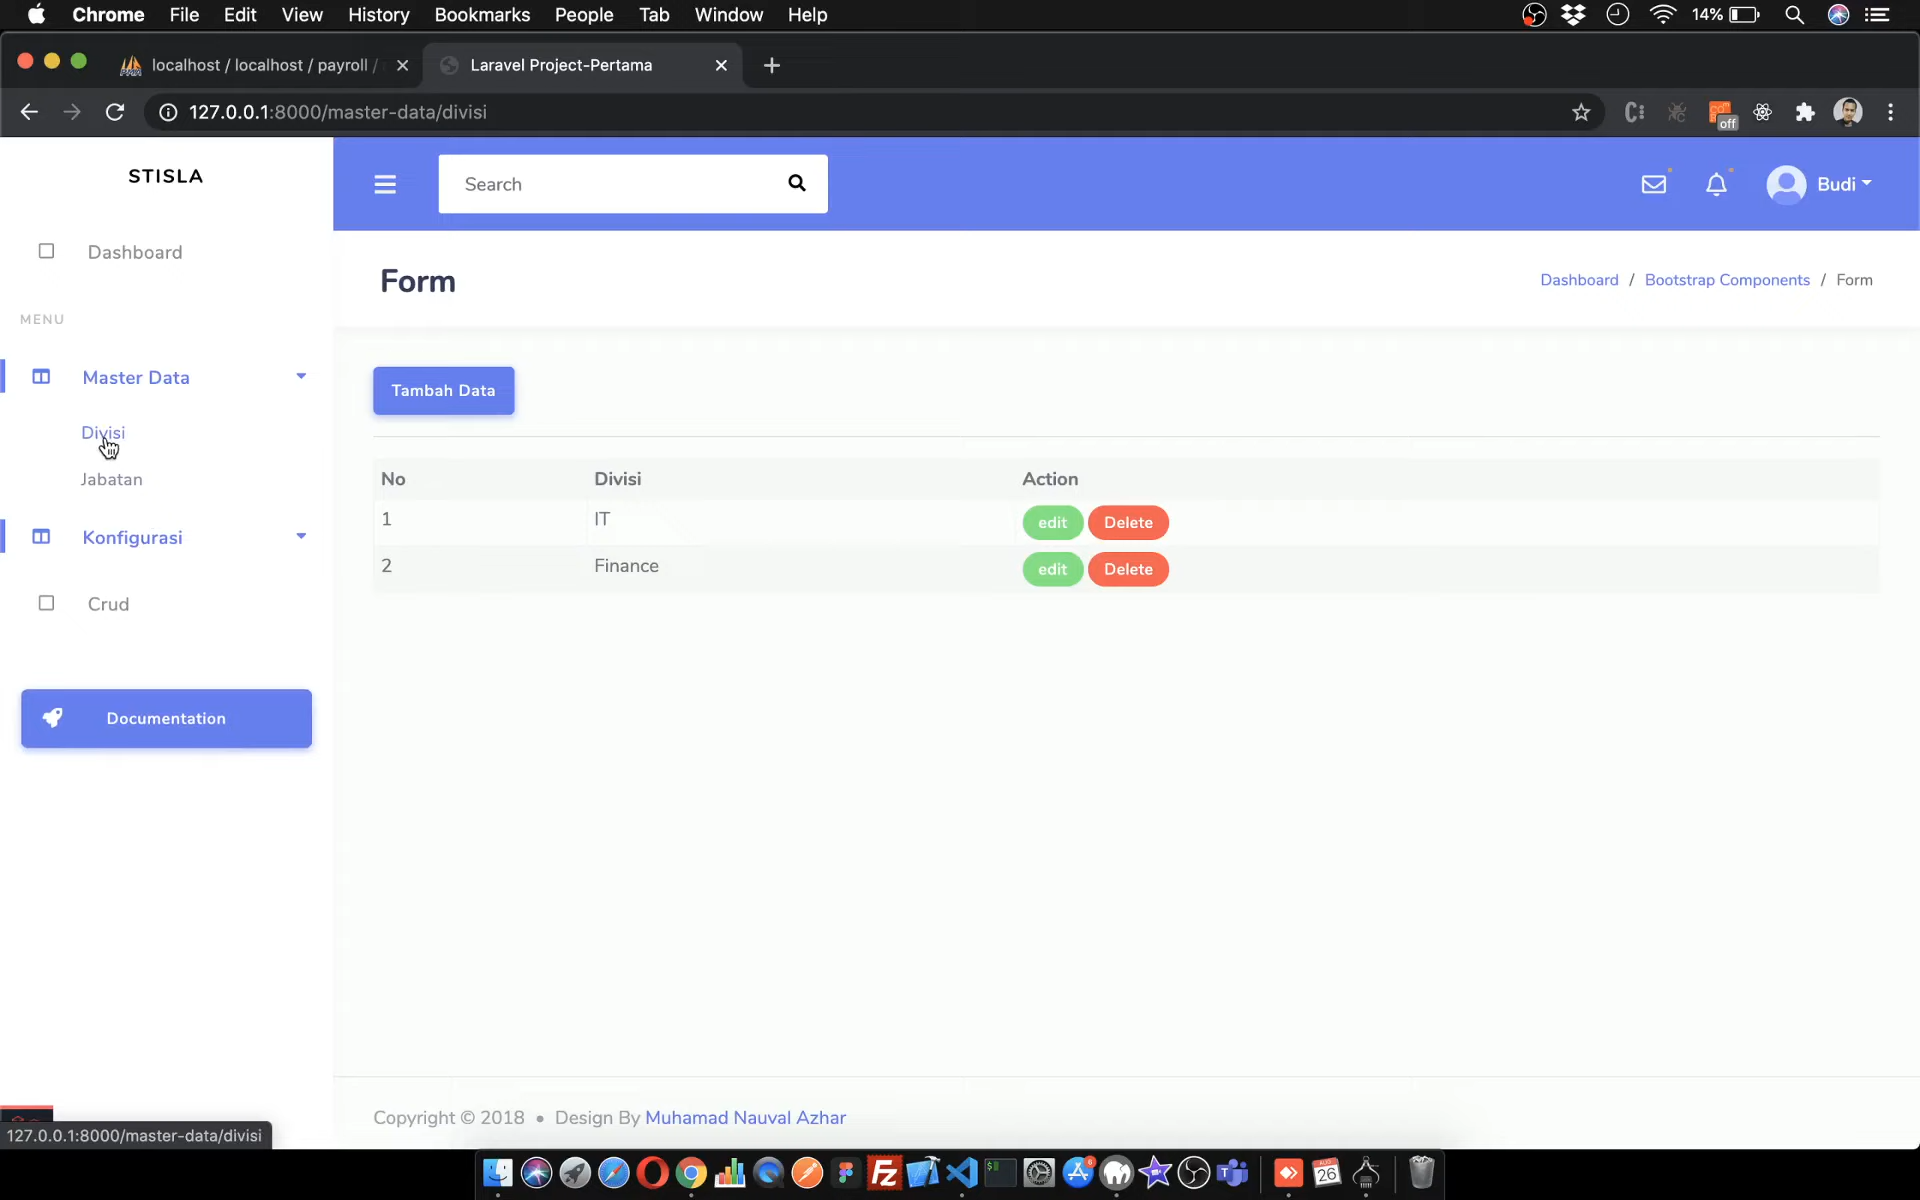 Chrome File Edit View History Bookmarks People Tab Window Help 14%
localhost / localhost / payroll /
Laravel Project-Pertama
127.0.0.1:8000/master-data/divisi
off
STISLA
Search
Budi
Dashboard
Form
Dashboard / Bootstrap Components / Form
MENU
Master Data
Tambah Data
Divisi
Jabatan
No Divisi Action
1 IT edit Delete
Konfigurasi
2 Finance edit Delete
Crud
Documentation
Copyright © 2018 • Design By Muhamad Nauval Azhar
127.0.0.1:8000/master-data/divisi
FZ
26